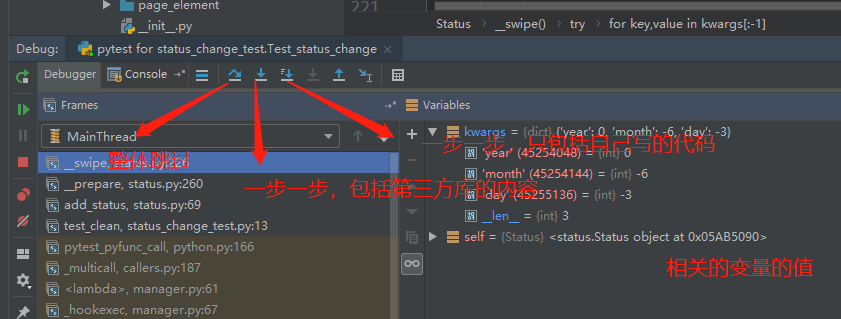 page_element
__init__.py
221
Status > __swipe() > try > for key,value in kwargs[:-1]
Debug: pytest for status_change_test.Test_status_change ×
Debugger Console
Frames
Variables
MainThread
kwargs = {dict} {'year': 0, 'month': -6, 'day': -3}
一步一步，只包括自己写的代码
整体跳过
__swipe, status.py:226
'year' (45254048) = {int} 0
__prepare, status.py:260
'month' (45254144) = {int} -6
一步一步，包括第三方库的内容
add_status, status.py:69
'day' (45255136) = {int} -3
test_clean, status_change_test.py:13
__len__ = {int} 3
pytest_pyfunc_call, python.py:166
self = {Status} <status.Status object at 0x05AB5090>
_multicall, callers.py:187
相关的变量的值
<lambda>, manager.py:61
_hookexec, manager.py:67